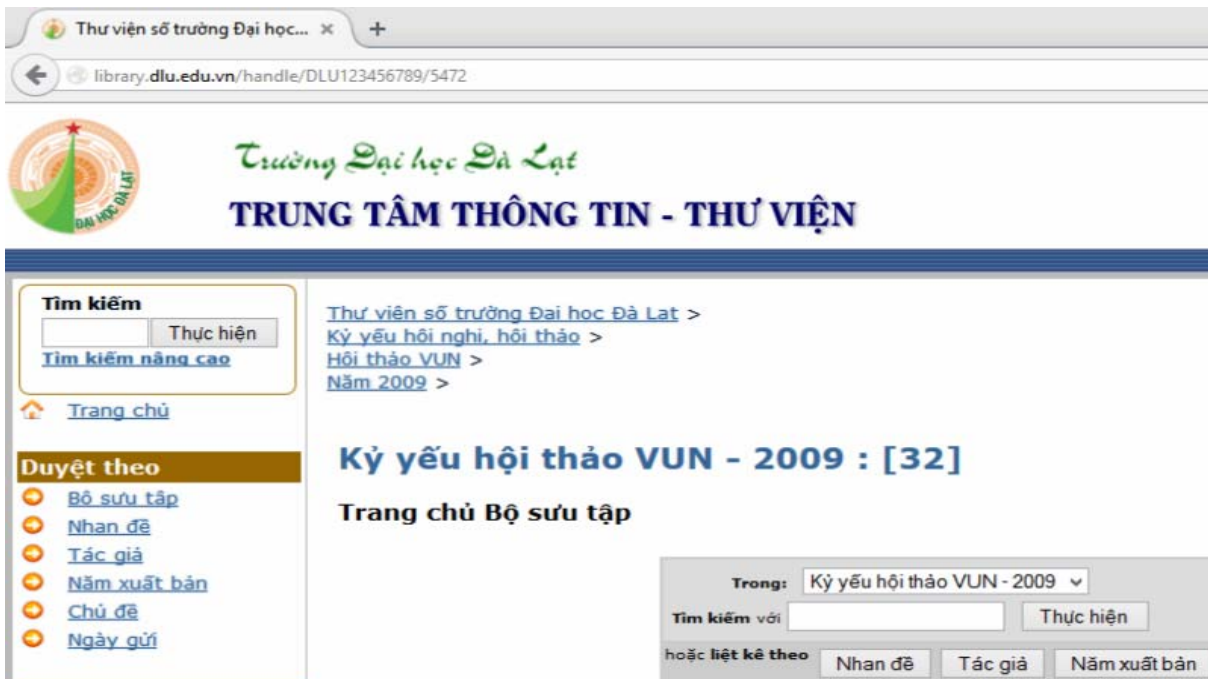 Thư viện số trường Đại học...
library.dlu.edu.vn/handle/DLU123456789/5472
ĐẠI HỌC ĐÀ LẠT
Trường Đại học Đà Lạt
TRUNG TÂM THÔNG TIN - THƯ VIỆN
Tìm kiếm
Thực hiện
Tìm kiếm nâng cao
Trang chủ
Duyệt theo
Bộ sưu tập
Nhan đề
Tác giả
Năm xuất bản
Chủ đề
Ngày gửi
Thư viện số trường Đại học Đà Lạt >
Kỷ yếu hội nghị, hội thảo >
Hội thảo VUN >
Năm 2009 >
Kỷ yếu hội thảo VUN - 2009 : [32]
Trang chủ Bộ sưu tập
Trong: Kỷ yếu hội thảo VUN - 2009
Tìm kiếm với Thực hiện
hoặc liệt kê theo Nhan đề Tác giả Năm xuất bản